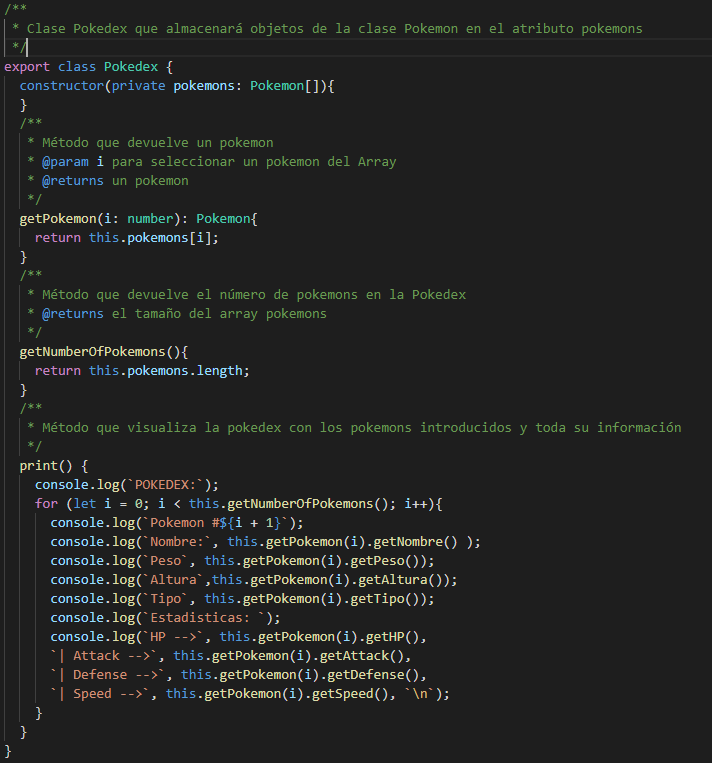 /**
 * Clase Pokedex que almacenará objetos de la clase Pokemon en el atributo pokemons
 */
export class Pokedex {
  constructor(private pokemons: Pokemon[]){
  }
  /**
   * Método que devuelve un pokemon
   * @param i para seleccionar un pokemon del Array
   * @returns un pokemon
   */
  getPokemon(i: number): Pokemon{
    return this.pokemons[i];
  }
  /**
   * Método que devuelve el número de pokemons en la Pokedex
   * @returns el tamaño del array pokemons
   */
  getNumberOfPokemons(){
    return this.pokemons.length;
  }
  /**
   * Método que visualiza la pokedex con los pokemons introducidos y toda su información
   */
  print() {
    console.log(`POKEDEX:`);
    for (let i = 0; i < this.getNumberOfPokemons(); i++){
      console.log(`Pokemon #${i + 1}`);
      console.log(`Nombre:`, this.getPokemon(i).getNombre() );
      console.log(`Peso`, this.getPokemon(i).getPeso());
      console.log(`Altura`,this.getPokemon(i).getAltura());
      console.log(`Tipo`, this.getPokemon(i).getTipo());
      console.log(`Estadisticas: `);
      console.log(`HP -->`, this.getPokemon(i).getHP(),
      `| Attack -->`, this.getPokemon(i).getAttack(),
      `| Defense -->`, this.getPokemon(i).getDefense(),
      `| Speed -->`, this.getPokemon(i).getSpeed(), `\n`);
    }
  }
}